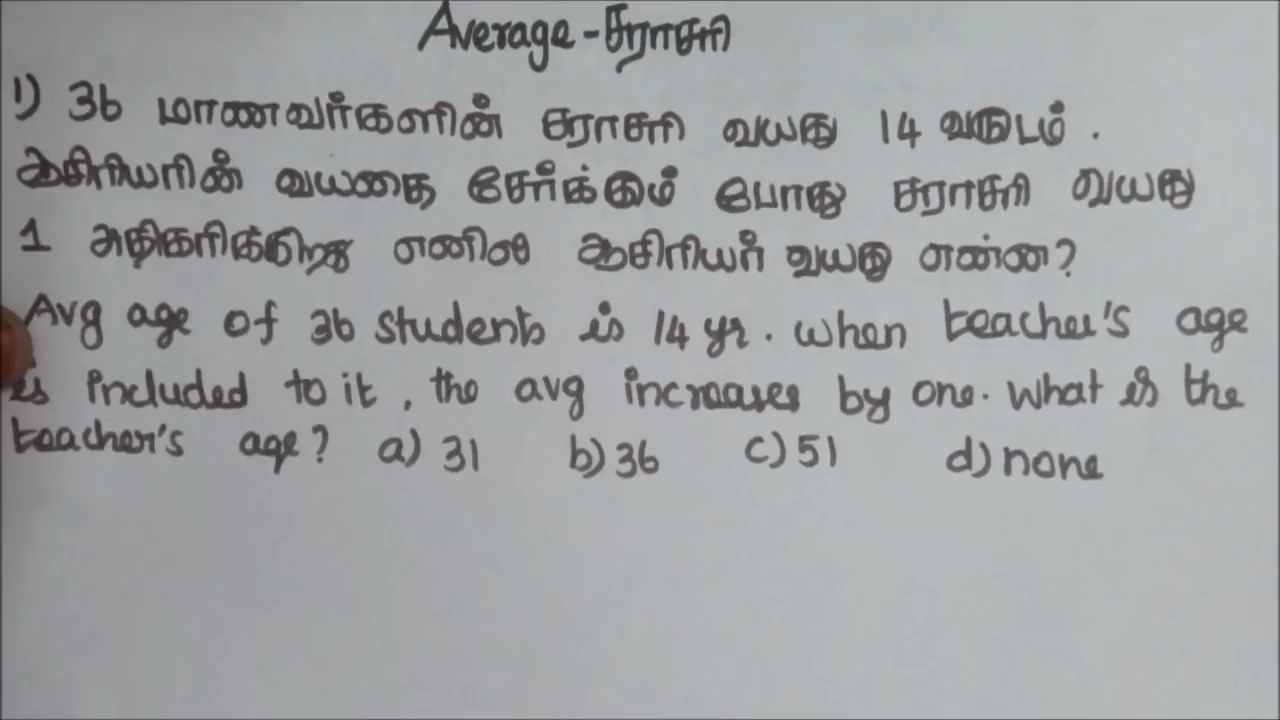 Average - சராசரி
1) 36 மாணவர்களின் சராசரி வயது 14 வருடம் .
ஆசிரியரின் வயதை சேர்க்கும் போது சராசரி வயது
1 அதிகரிக்கிறது எனில் ஆசிரியர் வயது என்ன?
Avg age of 36 students is 14 yr. when teacher's age
is included to it, the avg increases by one. What is the
teacher's age? a) 31 b) 36 c) 51 d) none